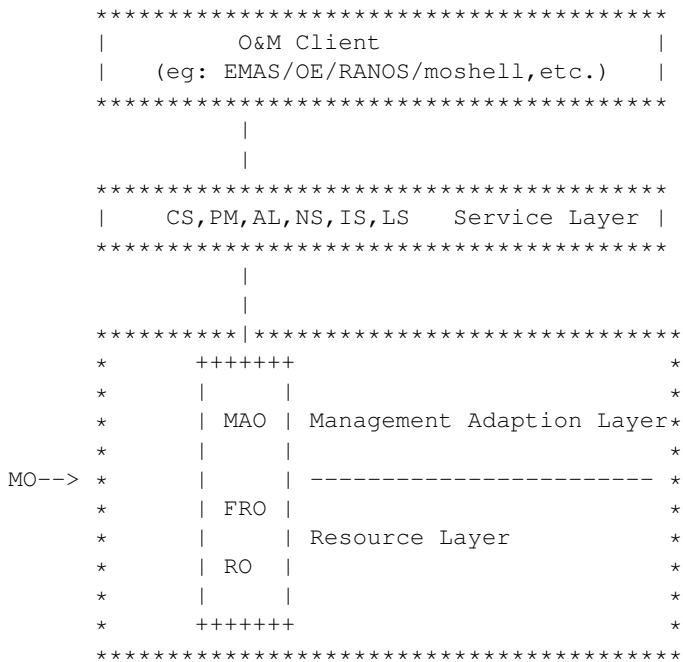 ******************************************
|         O&M Client                     |
|   (eg: EMAS/OE/RANOS/moshell,etc.)     |
******************************************
|
|
******************************************
|    CS,PM,AL,NS,IS,LS   Service Layer |
******************************************
|
|
**********|******************************
*      +++++++                          *
*      |     |                          *
*      | MAO | Management Adaption Layer*
*      |     |                          *
MO--> *      |     | ------------------------ *
*      | FRO |                          *
*      |     | Resource Layer           *
*      | RO  |                          *
*      |     |                          *
*      +++++++                          *
*****************************************